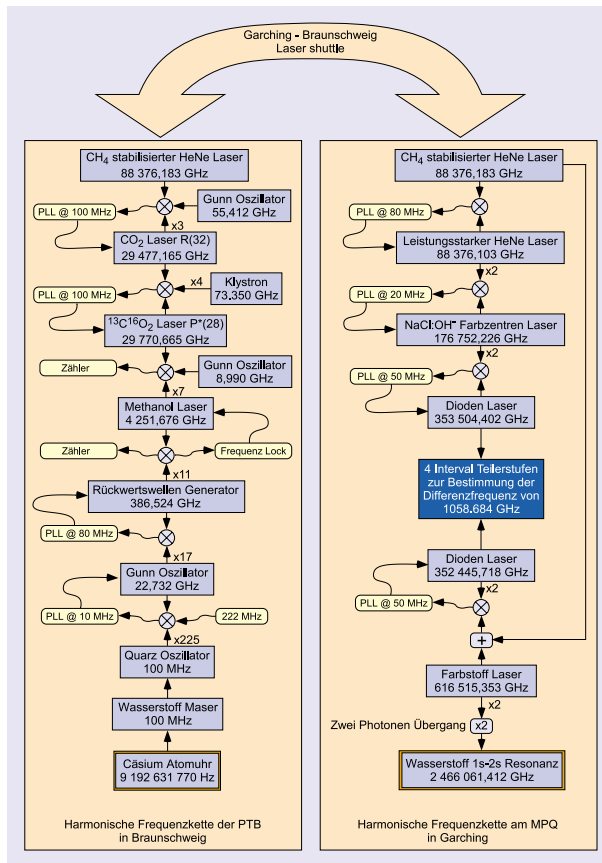 Garching - Braunschweig
Laser shuttle
CH₄ stabilisierter HeNe Laser
88 376,183 GHz
PLL @ 100 MHz
Gunn Oszillator
55,412 GHz
x3
CO₂ Laser R(32)
29 477,165 GHz
x4
Klystron
73,350 GHz
PLL @ 100 MHz
¹³C¹⁶O₂ Laser P*(28)
29 770,665 GHz
Zähler
Gunn Oszillator
8,990 GHz
x7
Methanol Laser
4 251,676 GHz
Zähler
Frequenz Lock
x11
Rückwertswellen Generator
386,524 GHz
PLL @ 80 MHz
x17
Gunn Oszillator
22,732 GHz
PLL @ 10 MHz
222 MHz
x225
Quarz Oszillator
100 MHz
Wasserstoff Maser
100 MHz
Cäsium Atomuhr
9 192 631 770 Hz
Harmonische Frequenzkette der PTB
in Braunschweig
CH₄ stabilisierter HeNe Laser
88 376,183 GHz
PLL @ 80 MHz
Leistungsstarker HeNe Laser
88 376,103 GHz
x2
PLL @ 20 MHz
NaCl:OH⁻ Farbzentren Laser
176 752,226 GHz
x2
PLL @ 50 MHz
Dioden Laser
353 504,402 GHz
4 Interval Teilerstufen
zur Bestimmung der
Differenzfrequenz von
1058.684 GHz
Dioden Laser
352 445,718 GHz
x2
PLL @ 50 MHz
+
Farbstoff Laser
616 515,353 GHz
x2
Zwei Photonen Übergang
x2
Wasserstoff 1s-2s Resonanz
2 466 061,412 GHz
Harmonische Frequenzkette am MPQ
in Garching